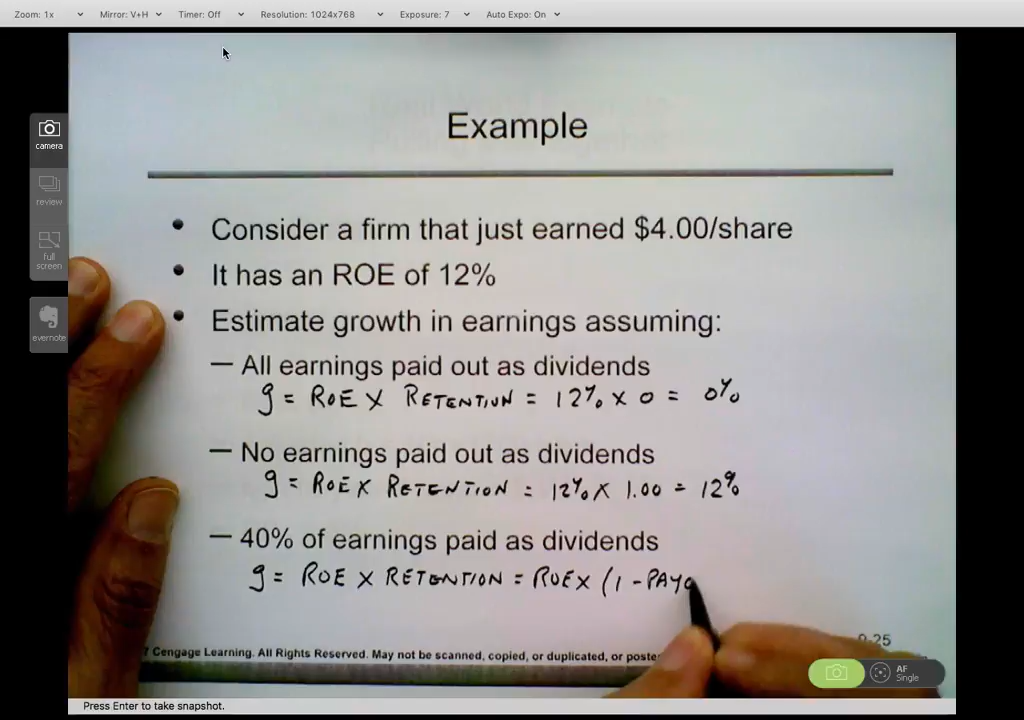 Zoom: 1x Mirror: V+H Timer: Off Resolution: 1024x768 Exposure: 7 Auto Expo: On
camera
review
full
screen
evernote
Example
• Consider a firm that just earned $4.00/share
• It has an ROE of 12%
• Estimate growth in earnings assuming:
– All earnings paid out as dividends
g = ROE X RETENTION = 12% X 0 = 0%
– No earnings paid out as dividends
g = ROE X RETENTION = 12% X 1.00 = 12%
– 40% of earnings paid as dividends
g = ROE X RETENTION = ROE X (1 - PAYO
7 Cengage Learning. All Rights Reserved. May not be scanned, copied, or duplicated, or poste
9-25
AF
Single
Press Enter to take snapshot.